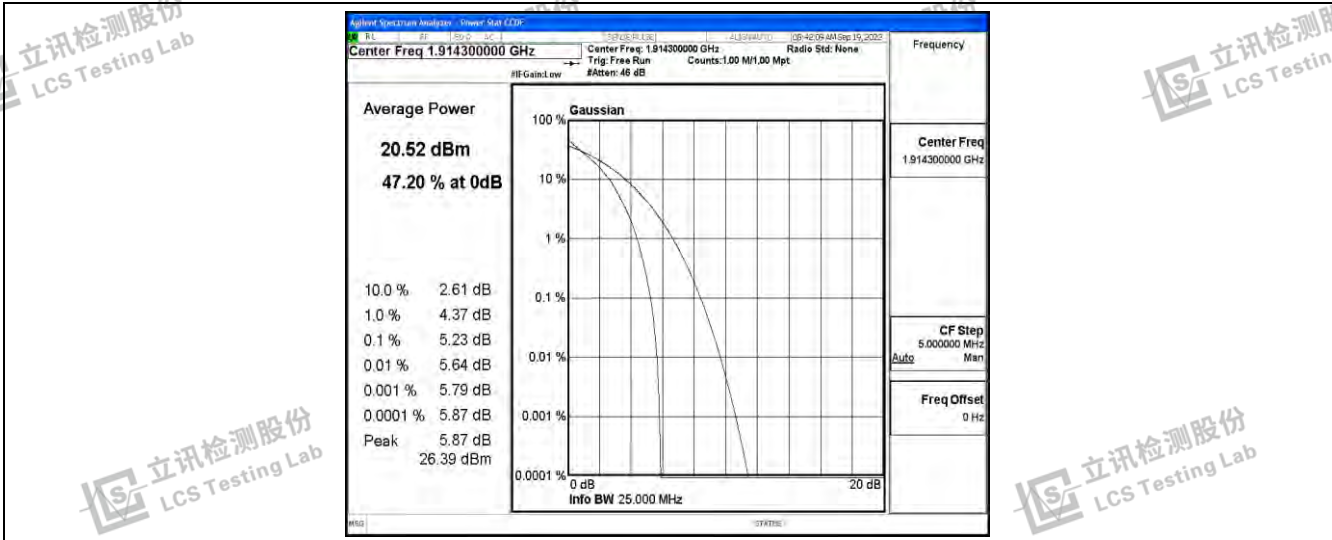 Agilent Spectrum Analyzer - Power Stat CCDF
Center Freq 1.914300000 GHz
Center Freq: 1.914300000 GHz
Radio Std: None
Trig: Free Run
Counts:1.00 M/1.00 Mpt
#IFGain:Low
#Atten: 46 dB
Frequency
Average Power
20.52 dBm
47.20 % at 0dB
10.0 % 2.61 dB
1.0 % 4.37 dB
0.1 % 5.23 dB
0.01 % 5.64 dB
0.001 % 5.79 dB
0.0001 % 5.87 dB
Peak 5.87 dB
26.39 dBm
Gaussian
100 %
10 %
1 %
0.1 %
0.01 %
0.001 %
0.0001 %
0 dB
20 dB
Info BW 25.000 MHz
Center Freq
1.914300000 GHz
CF Step
5.000000 MHz
Auto Man
Freq Offset
0 Hz
MSG
STATUS
立讯检测股份
LCS Testing Lab
立讯检测股
LCS Testin
立讯检测股份
LCS Testing Lab
立讯检测股份
LCS Testing Lab